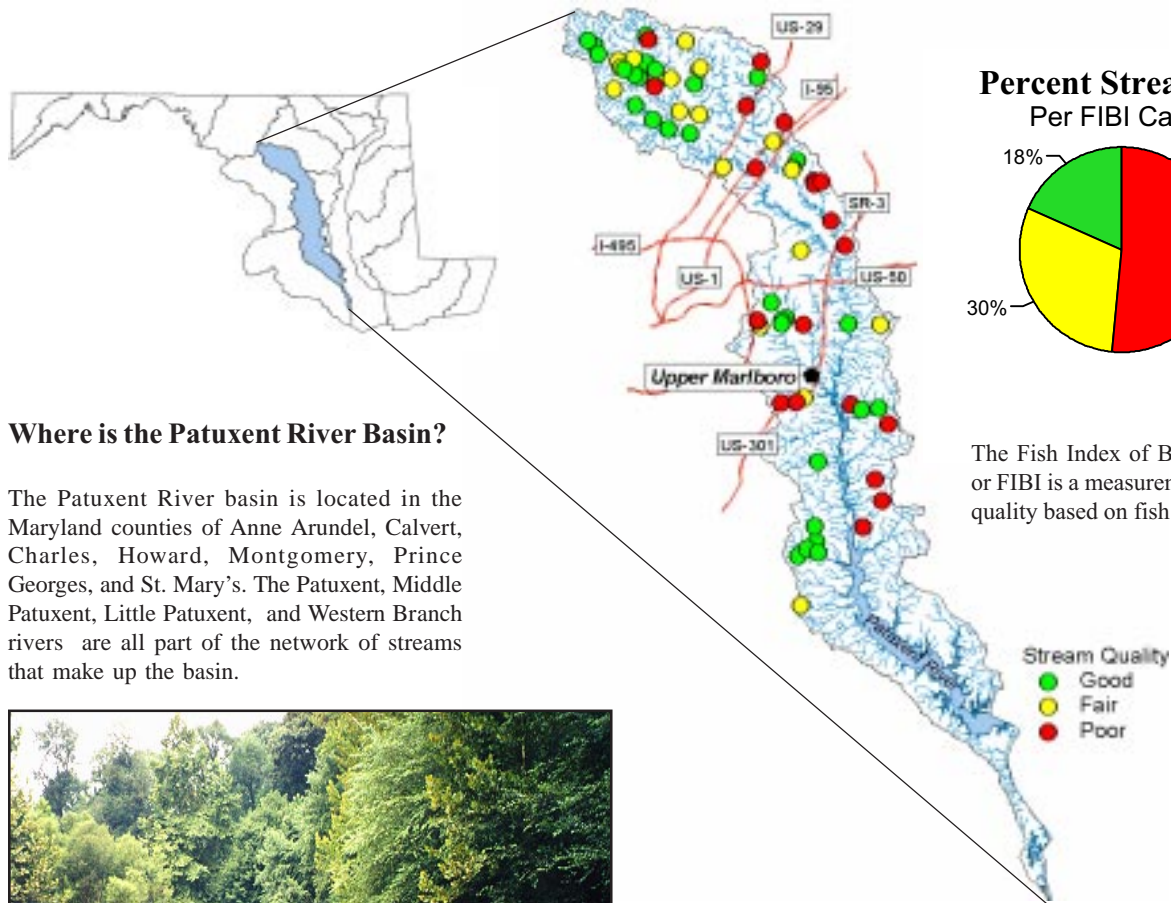 US-29
I-95
SR-3
I-495
US-1
US-50
Upper Marlboro
US-301
Patuxent River
Stream Quality
Good
Fair
Poor
Per FIBI
18%
30%
Where is the Patuxent River Basin?
The Patuxent River basin is located in the
Maryland counties of Anne Arundel, Calvert,
Charles, Howard, Montgomery, Prince
Georges, and St. Mary's. The Patuxent, Middle
Patuxent, Little Patuxent, and Western Branch
rivers are all part of the network of streams
that make up the basin.
Percent
The Fish Index of
or FIBI is a
quality based on fish